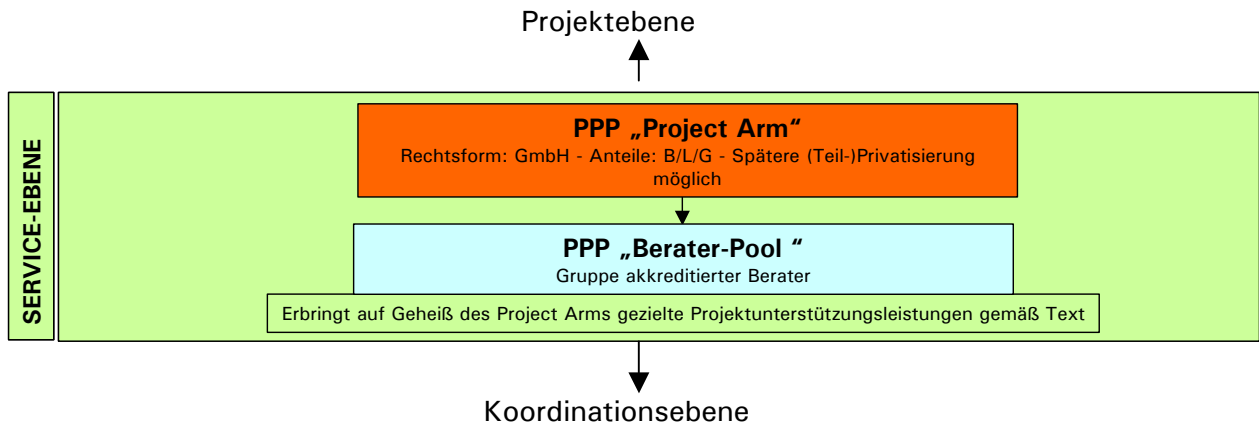 Projektebene
SERVICE-EBENE
PPP „Project Arm“
Rechtsform: GmbH - Anteile: B/L/G - Spätere (Teil-)Privatisierung
möglich
PPP „Berater-Pool “
Gruppe akkreditierter Berater
Erbringt auf Geheiß des Project Arms gezielte Projektunterstützungsleistungen gemäß Text
Koordinationsebene